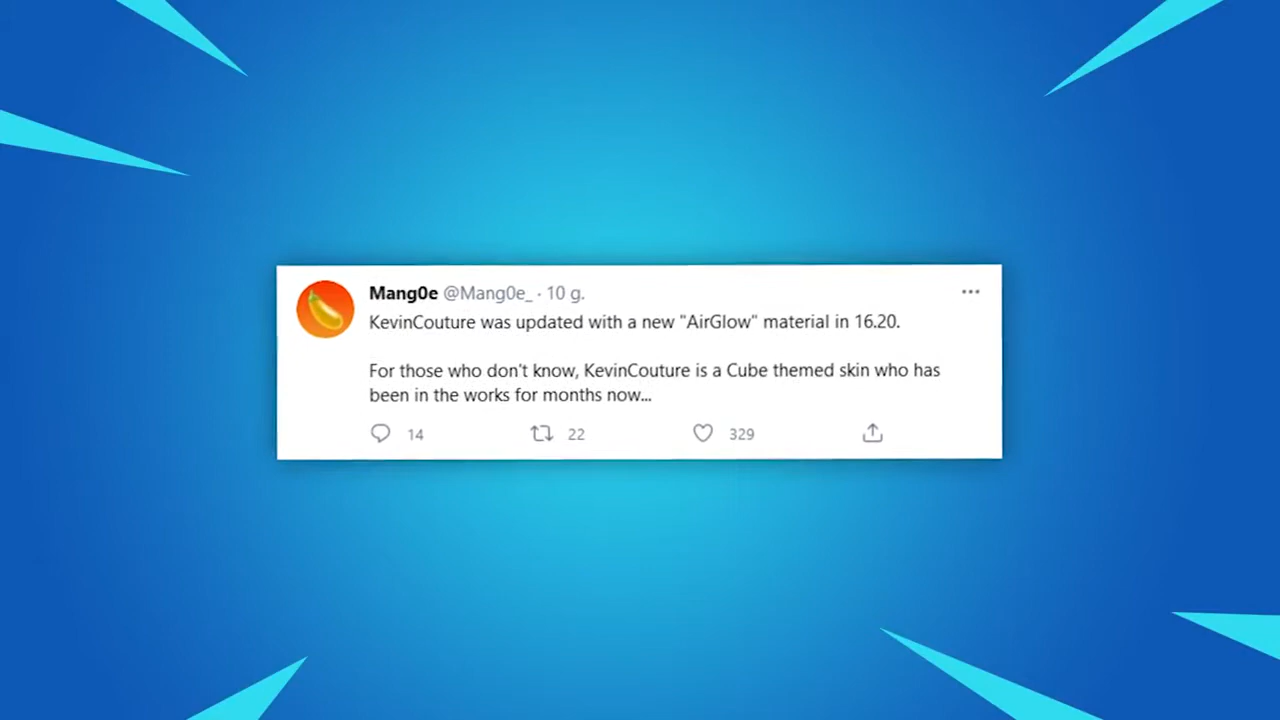 Mang0e @Mang0e_ · 10 g.
KevinCouture was updated with a new "AirGlow" material in 16.20.
For those who don't know, KevinCouture is a Cube themed skin who has
been in the works for months now...
14 22 329